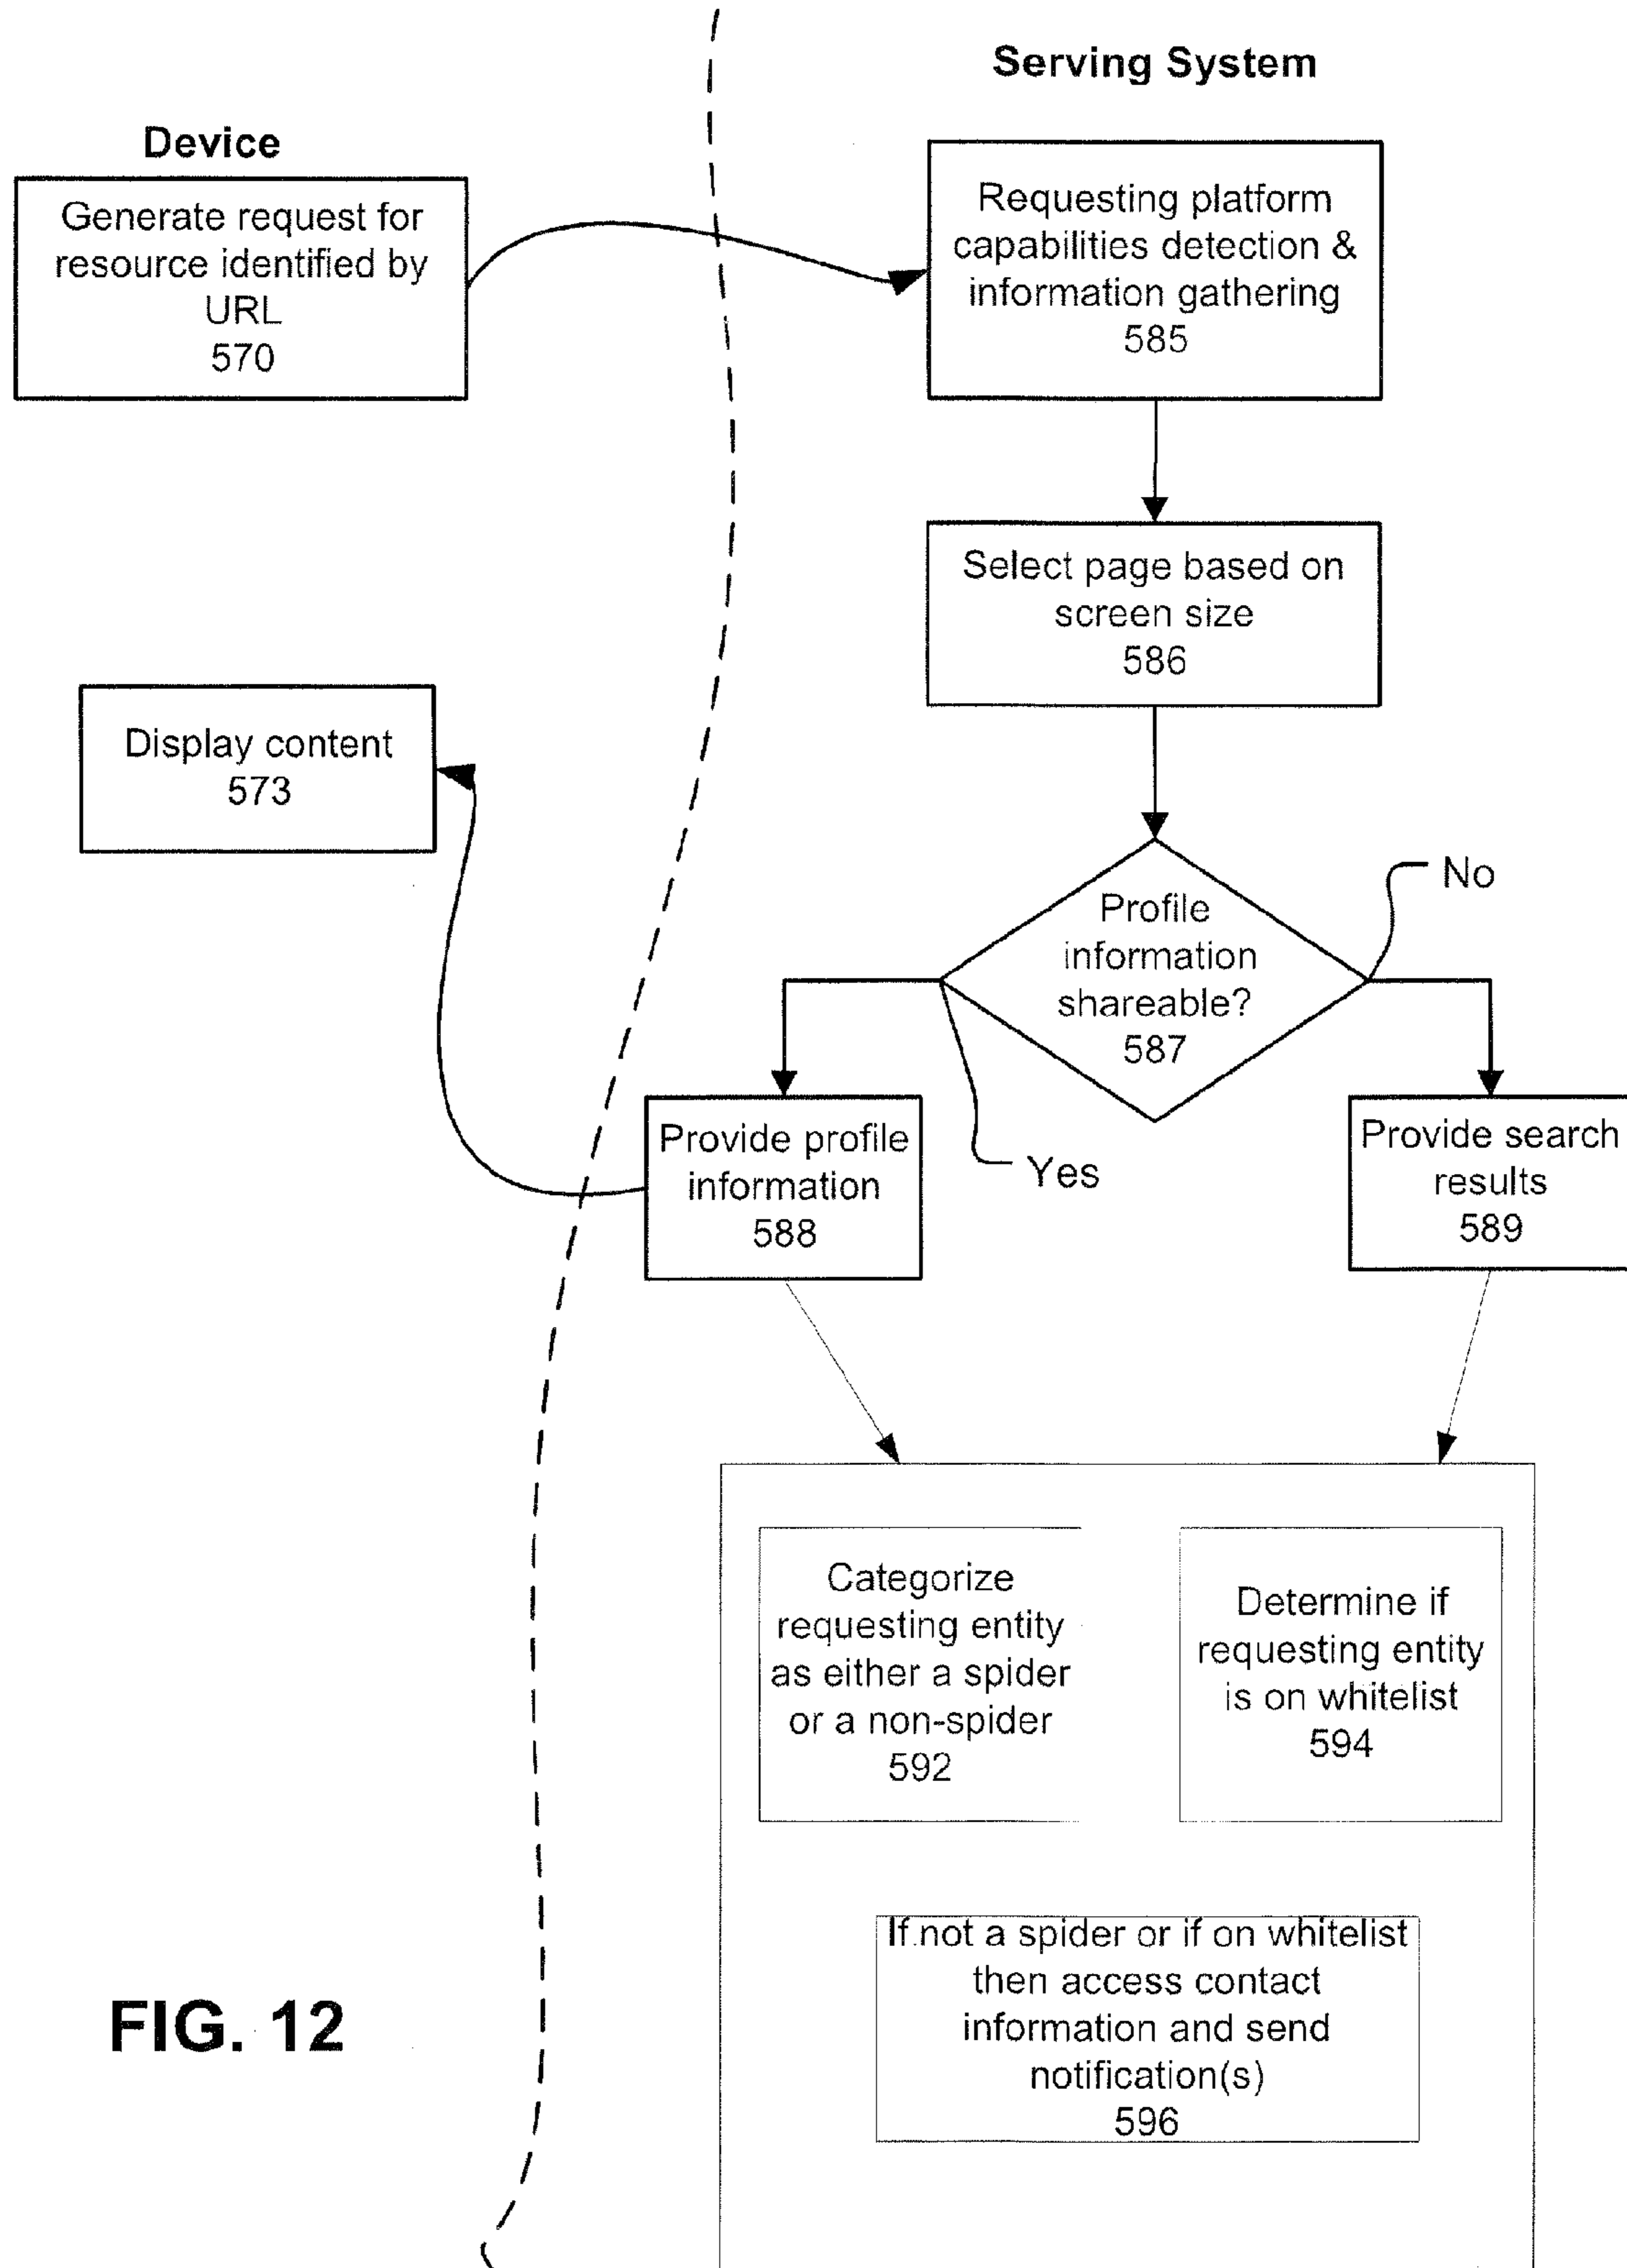 Serving System
Device
Generate request for
resource identified by
URL
570
Requesting platform
capabilities detection &
information gathering
585
Select page based on
screen size
586
Display content
573
Profile
information
shareable?
587
No
Yes
Provide profile
information
588
Provide search
results
589
Categorize
requesting entity
as either a spider
or a non-spider
592
Determine if
requesting entity
is on whitelist
594
If not a spider or if on whitelist
then access contact
information and send
notification(s)
596
FIG. 12